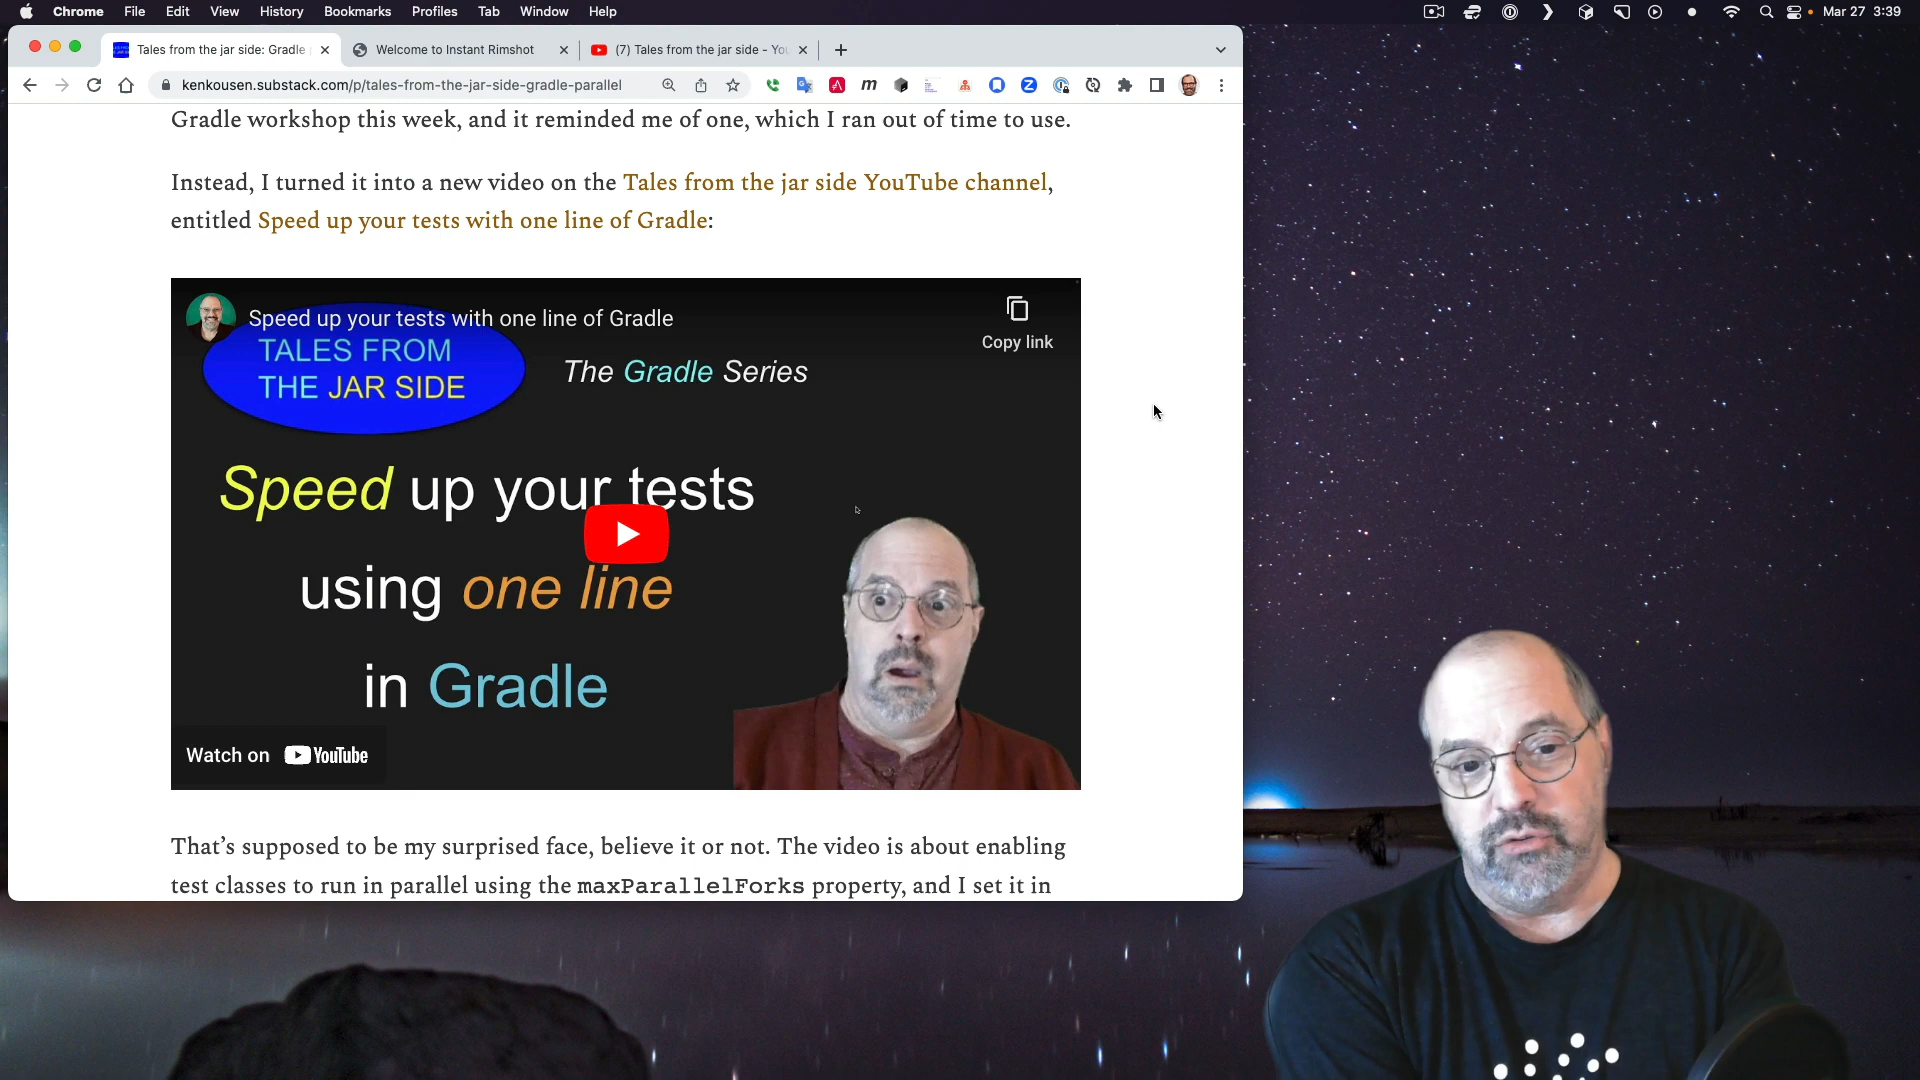 Chrome File Edit View History Bookmarks Profiles Tab Window Help Mar 27 3:39
Tales from the jar side: Gradle
Welcome to Instant Rimshot
(7) Tales from the jar side - You
kenkousen.substack.com/p/tales-from-the-jar-side-gradle-parallel
Gradle workshop this week, and it reminded me of one, which I ran out of time to use.
Instead, I turned it into a new video on the Tales from the jar side YouTube channel,
entitled Speed up your tests with one line of Gradle:
Speed up your tests with one line of Gradle
Copy link
TALES FROM
THE JAR SIDE
The Gradle Series
Speed up your tests
using one line
in Gradle
Watch on YouTube
That’s supposed to be my surprised face, believe it or not. The video is about enabling
test classes to run in parallel using the maxParallelForks property, and I set it in